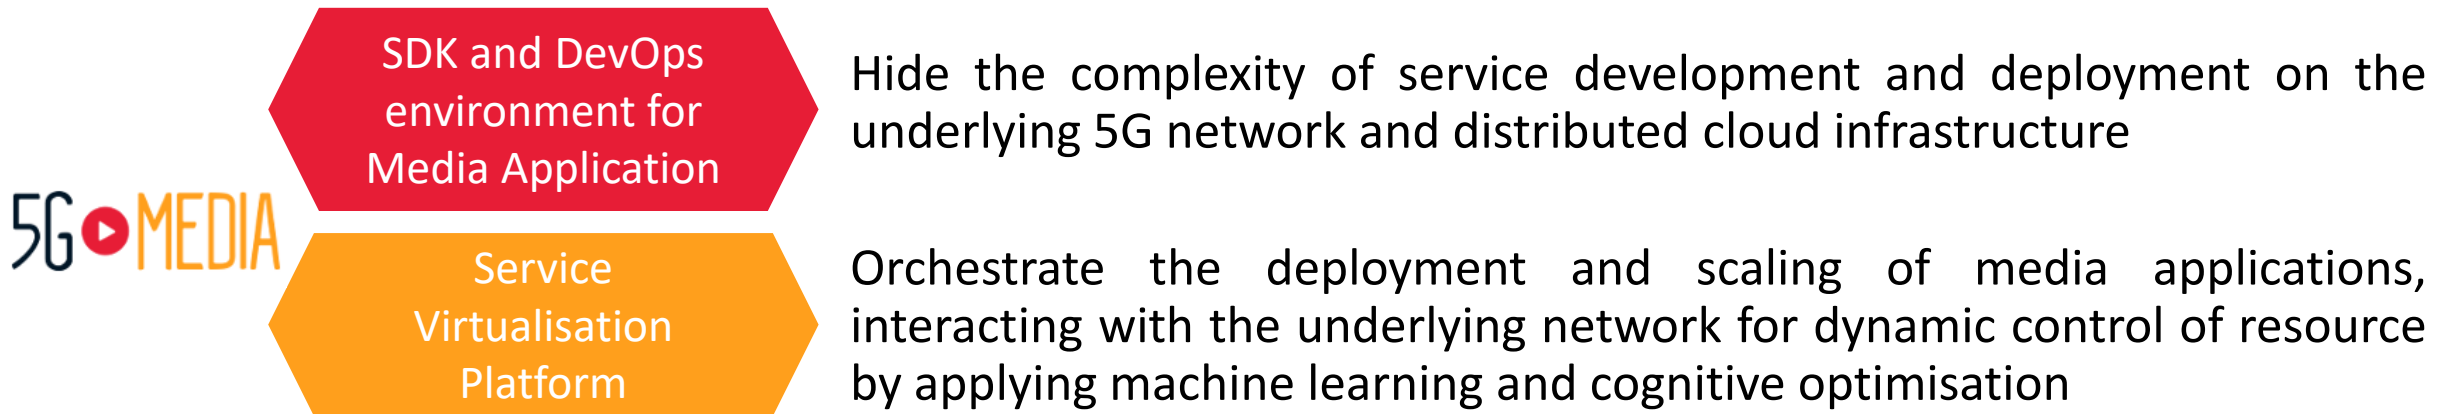 5G MEDIA
SDK and DevOps
environment for
Media Application
Hide the complexity of service development and deployment on the
underlying 5G network and distributed cloud infrastructure
Service
Virtualisation
Platform
Orchestrate the deployment and scaling of media applications,
interacting with the underlying network for dynamic control of resource
by applying machine learning and cognitive optimisation